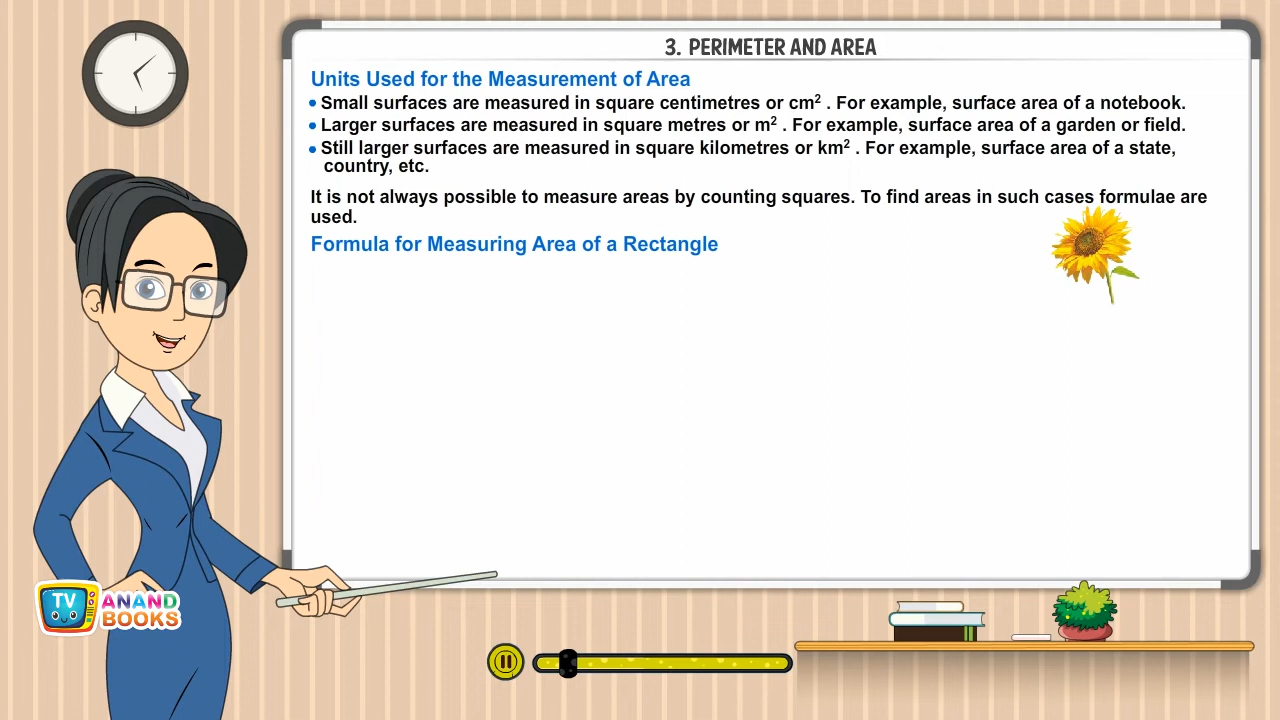 3. PERIMETER AND AREA
Units Used for the Measurement of Area
• Small surfaces are measured in square centimetres or cm² . For example, surface area of a notebook.
• Larger surfaces are measured in square metres or m² . For example, surface area of a garden or field.
• Still larger surfaces are measured in square kilometres or km² . For example, surface area of a state,
country, etc.
It is not always possible to measure areas by counting squares. To find areas in such cases formulae are
used.
Formula for Measuring Area of a Rectangle
TV
ANAND
BOOKS